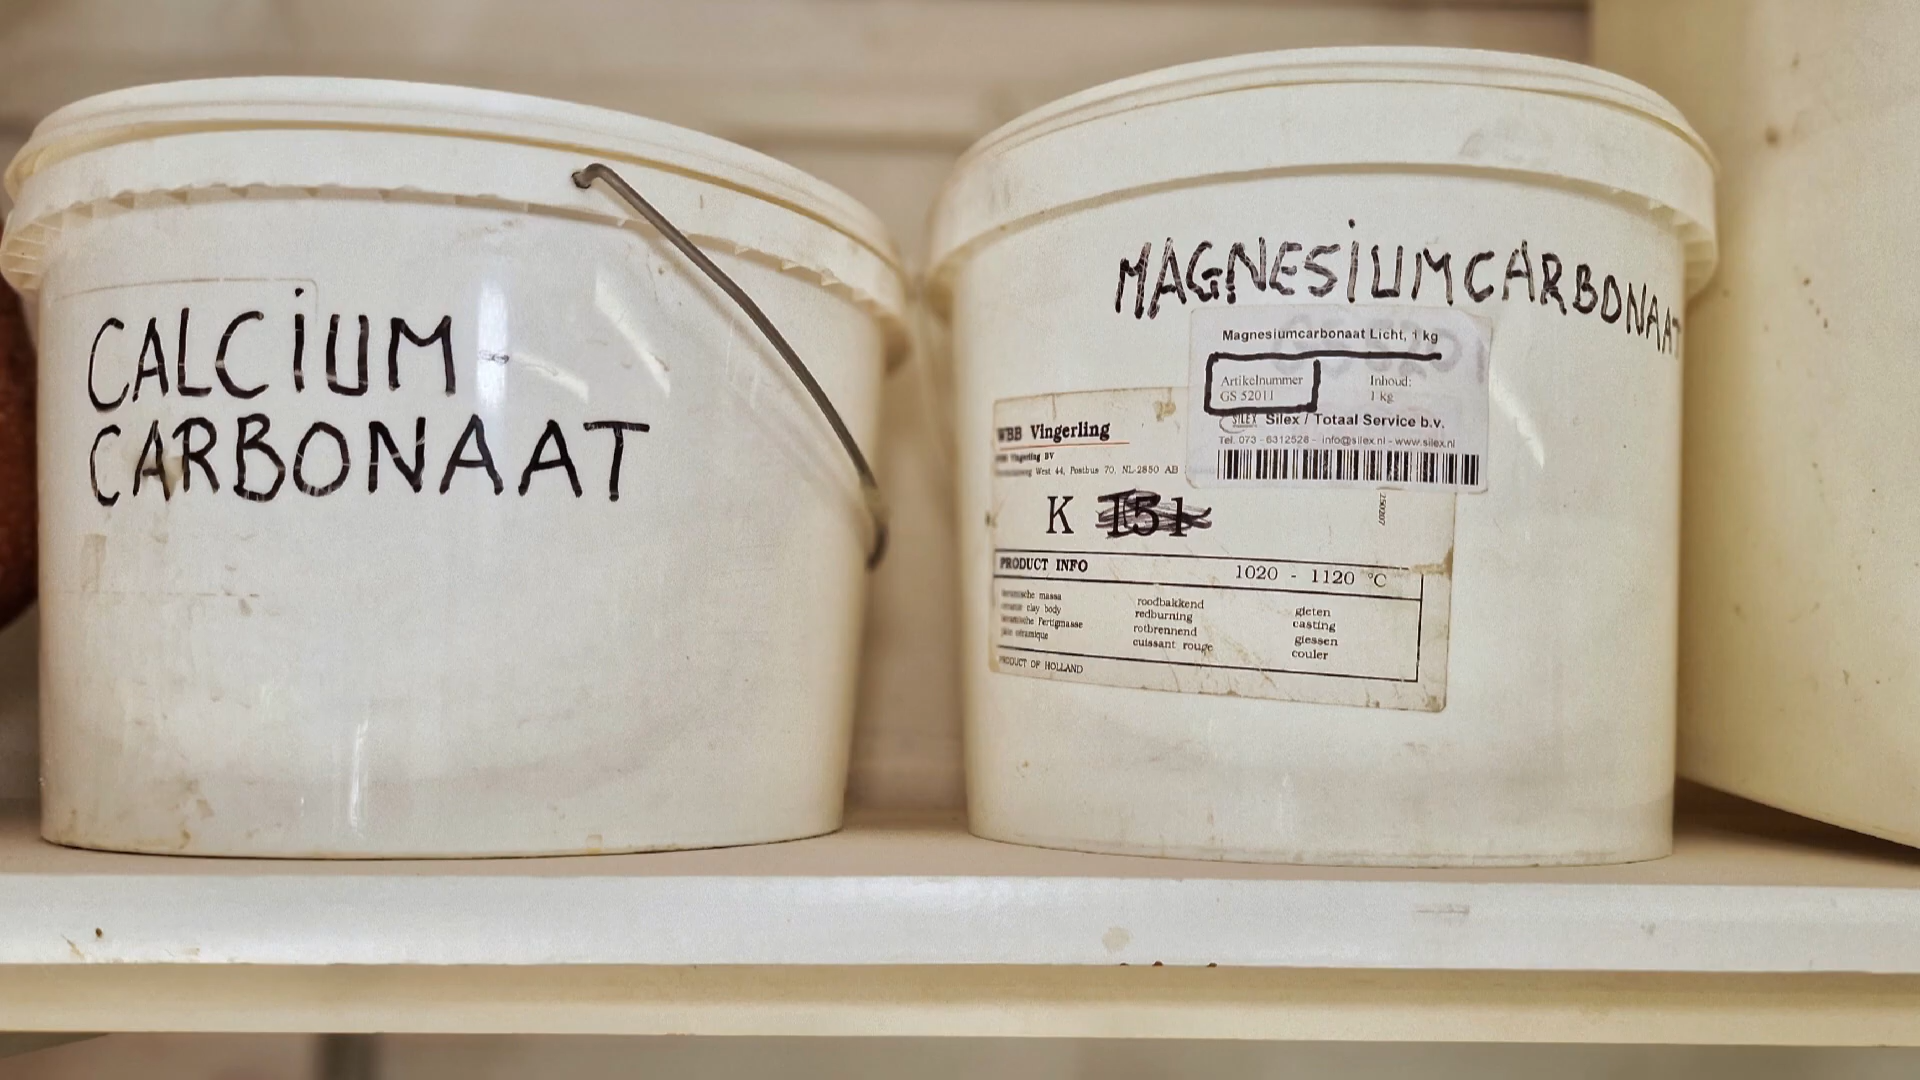 CALCIUM-
CARBONAAT
MAGNESIUMCARBONAAT
Magnesiumcarbonaat Licht, 1 kg
Artikelnummer
Inhoud:
GS 52011
1 kg
SILEX Silex / Totaal Service b.v.
Tel. 073 - 6312528 - info@silex.nl - www.silex.nl
WBB Vingerling
Vingerling BV
West 44, Postbus 70, NL-2850 AB
K 151
250207
PRODUCT INFO
1020 - 1120 °C
keramische massa
roodbakkend
gieten
ceramic clay body
redburning
casting
keramische Fertigmasse
rotbrennend
giessen
pâte céramique
cuissant rouge
couler
PRODUCT OF HOLLAND